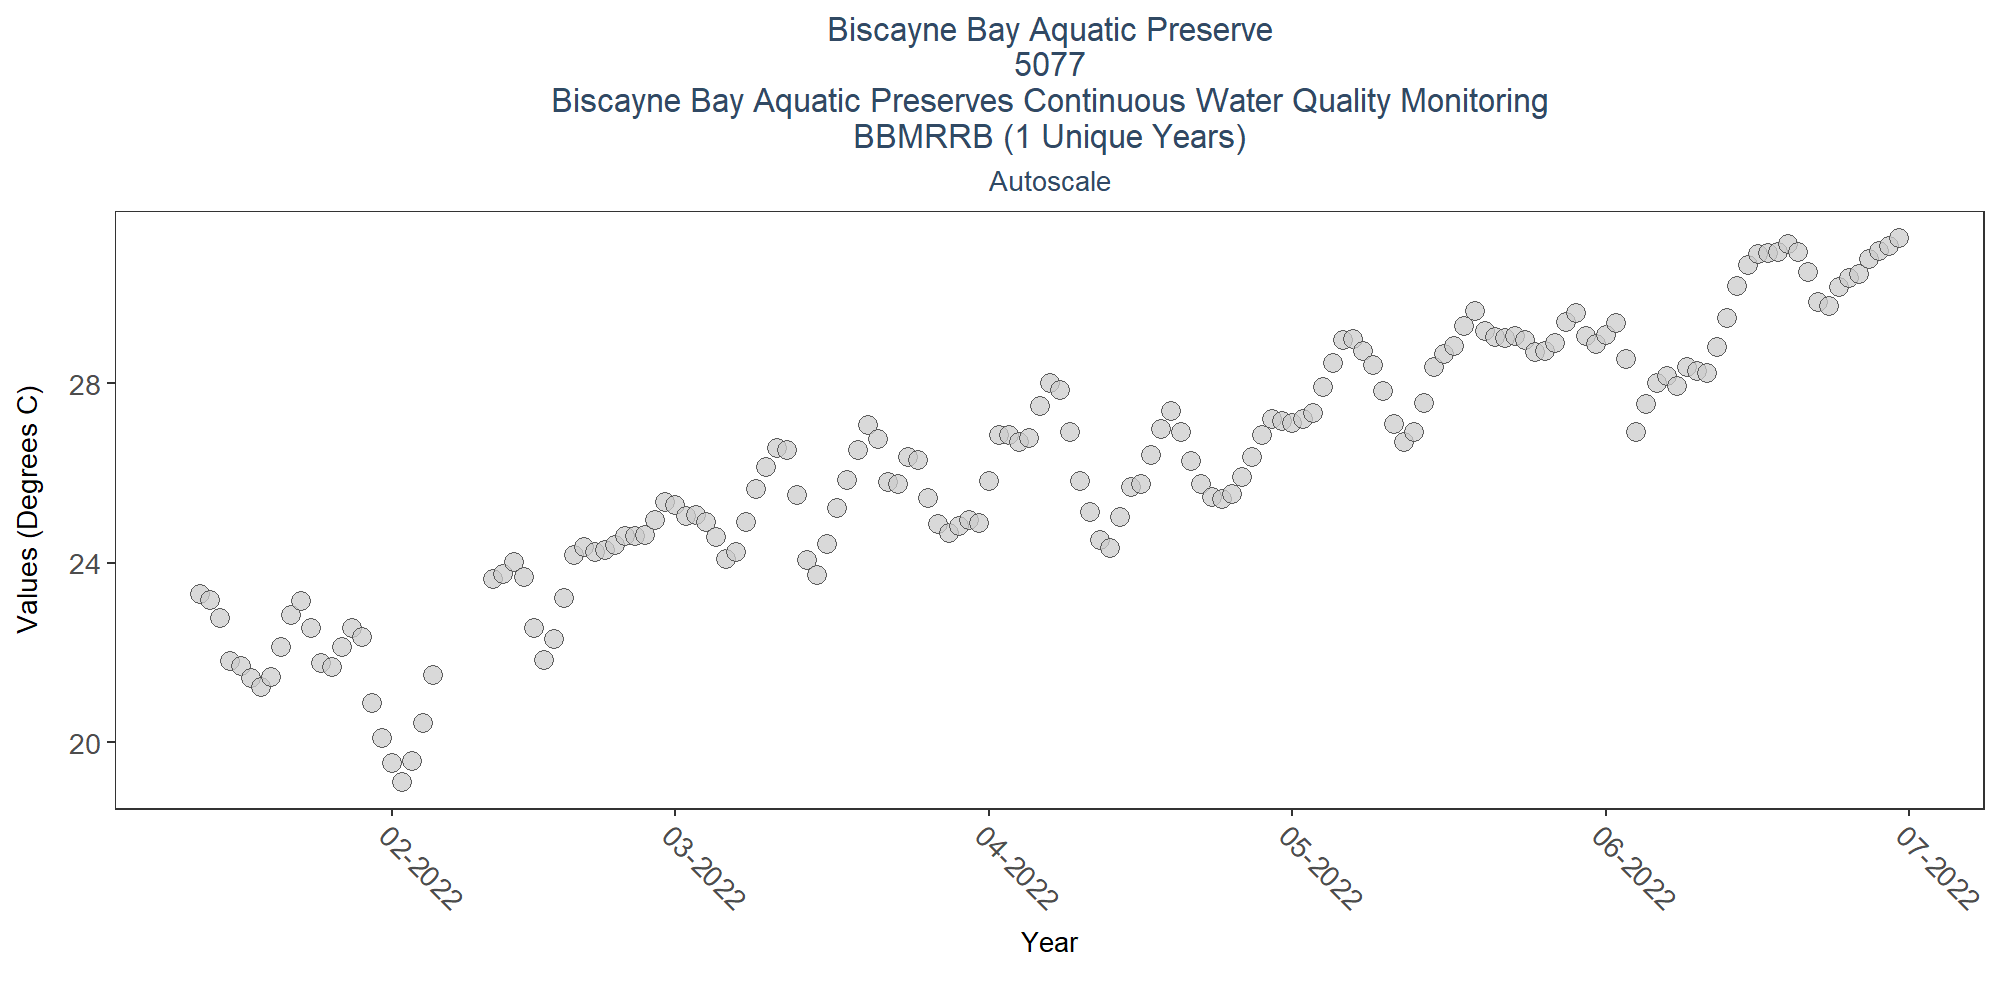 Biscayne Bay Aquatic Preserve
5077
Biscayne Bay Aquatic Preserves Continuous Water Quality Monitoring
BBMRRB (1 Unique Years)
Autoscale
Values (Degrees C)
28
24
20
02-2022
03-2022
04-2022
05-2022
06-2022
07-2022
Year